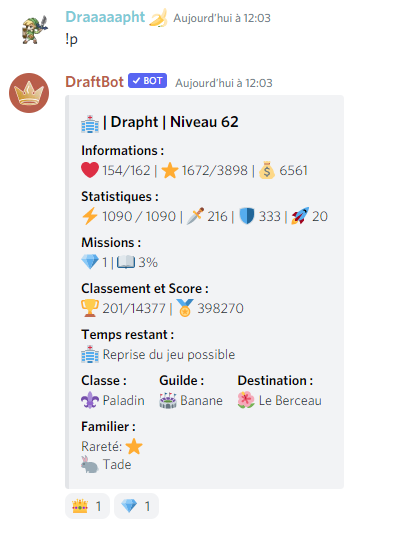 Draaaaapht 🍌 Aujourd'hui à 12:03
!p
DraftBot ✔ BOT Aujourd'hui à 12:03
🏥 | Drapht | Niveau 62
Informations :
❤️ 154/162 | ⭐ 1672/3898 | 💰 6561
Statistiques :
⚡ 1090 / 1090 | 🗡️ 216 | 🛡️ 333 | 🚀 20
Missions :
💎 1 | 📖 3%
Classement et Score :
🏆 201/14377 | 🏅 398270
Temps restant :
🏥 Reprise du jeu possible
Classe : Guilde : Destination :
⚜️ Paladin 🏰 Banane 🌺 Le Berceau
Familier :
Rareté: ⭐
🐇 Tade
👑 1 💎 1